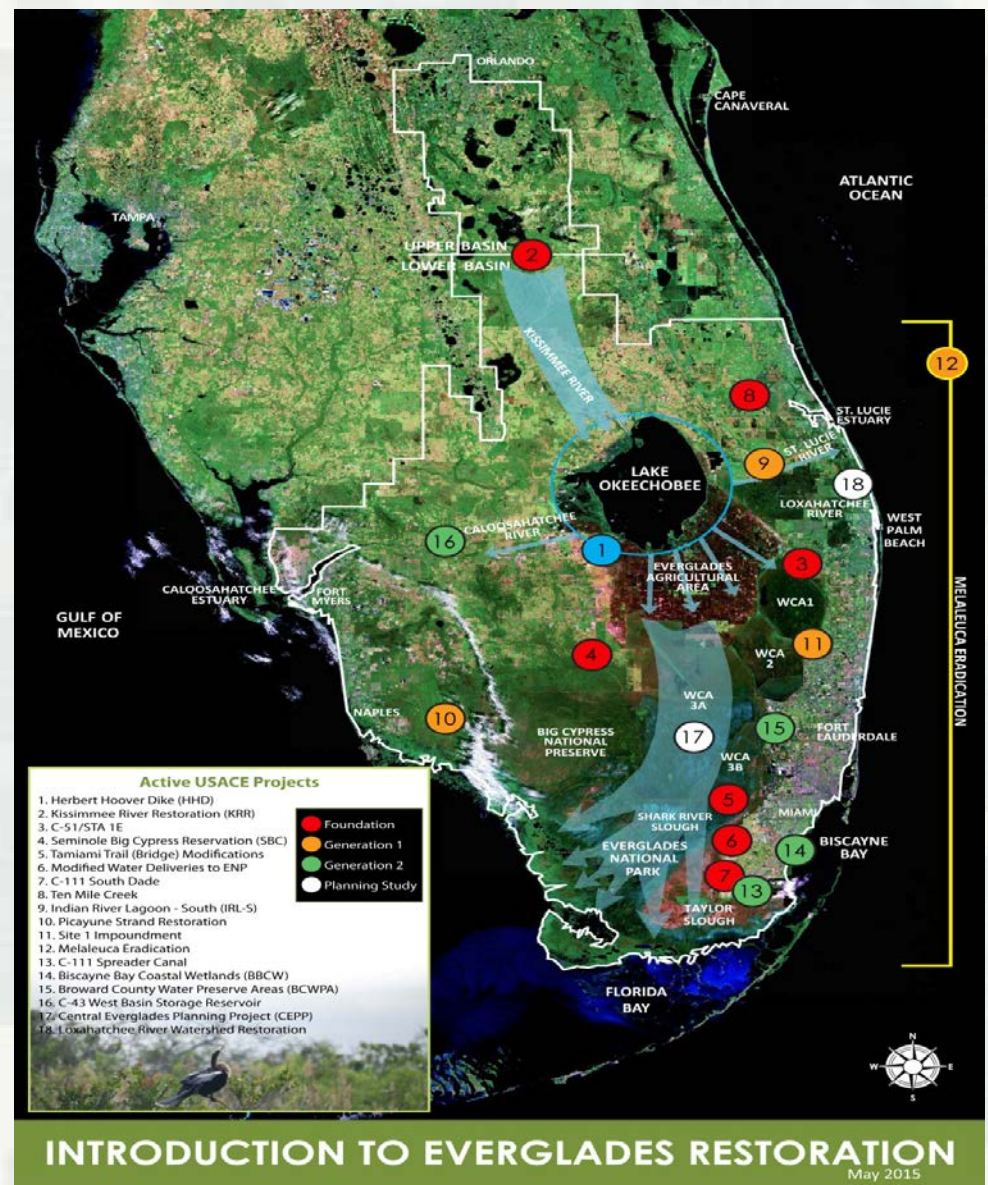 ORLANDO
CAPE
CANAVERAL
ATLANTIC
OCEAN
TAMPA
UPPER BASIN
2
LOWER BASIN
KISSIMMEE RIVER
12
8
ST. LUCIE
ESTUARY
ST. LUCIE
RIVER
9
LAKE
OKEECHOBEE
18
LOXAHATCHEE
RIVER
WEST
PALM
BEACH
16
CALOOSAHATCHEE
RIVER
1
3
EVERGLADES
AGRICULTURAL
AREA
CALOOSAHATCHEE
ESTUARY
FORT
MYERS
WCA1
GULF OF
MEXICO
MELALEUCA ERADICATION
11
4
WCA
2
WCA
3A
10
NAPLES
BIG CYPRESS
NATIONAL
PRESERVE
17
15
FORT
LAUDERDALE
WCA
3B
5
SHARK RIVER
SLOUGH
MIAMI
6
14
BISCAYNE
BAY
EVERGLADES
NATIONAL
PARK
7
13
TAYLOR
SLOUGH
FLORIDA
BAY
Active USACE Projects
1. Herbert Hoover Dike (HHD)
2. Kissimmee River Restoration (KRR)
3. C-51/STA 1E
4. Seminole Big Cypress Reservation (SBC)
5. Tamiami Trail (Bridge) Modifications
6. Modified Water Deliveries to ENP
7. C-111 South Dade
8. Ten Mile Creek
9. Indian River Lagoon - South (IRL-S)
10. Picayune Strand Restoration
11. Site 1 Impoundment
12. Melaleuca Eradication
13. C-111 Spreader Canal
14. Biscayne Bay Coastal Wetlands (BBCW)
15. Broward County Water Preserve Areas (BCWPA)
16. C-43 West Basin Storage Reservoir
17. Central Everglades Planning Project (CEPP)
18. Loxahatchee River Watershed Restoration
Foundation
Generation 1
Generation 2
Planning Study
N
W E
S
INTRODUCTION TO EVERGLADES RESTORATION
May 2015